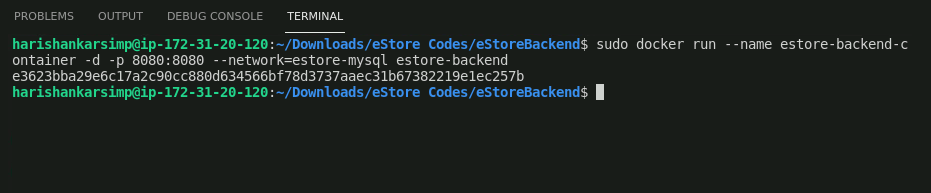 PROBLEMS OUTPUT DEBUG CONSOLE TERMINAL
harishankarsimp@ip-172-31-20-120:~/Downloads/eStore Codes/eStoreBackend$ sudo docker run --name estore-backend-c
ontainer -d -p 8080:8080 --network=estore-mysql estore-backend
e3623bba29e6c17a2c90cc880d634566bf78d3737aaec31b67382219e1ec257b
harishankarsimp@ip-172-31-20-120:~/Downloads/eStore Codes/eStoreBackend$